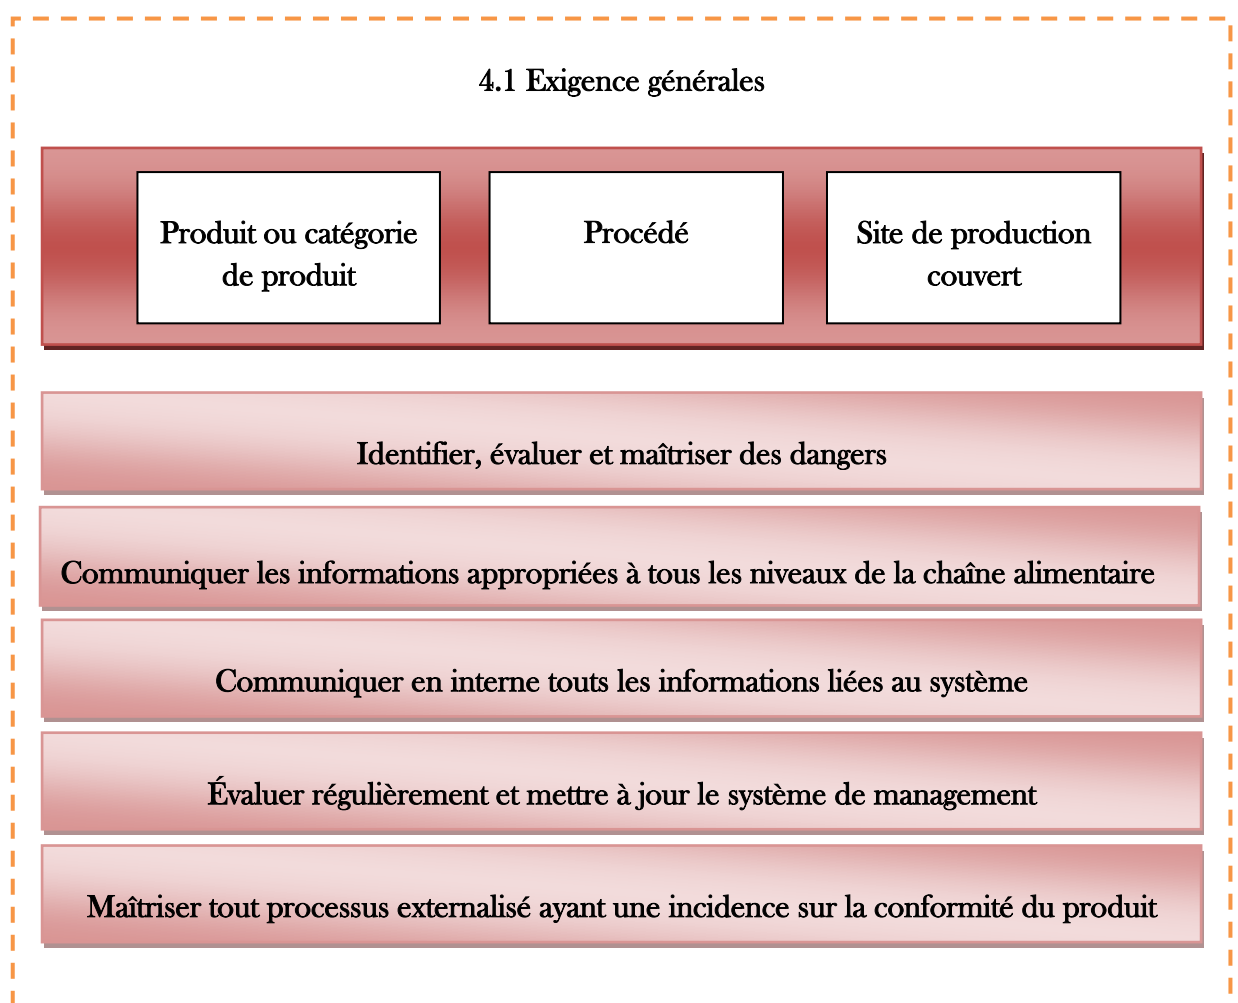 4.1 Exigence générales
Produit ou catégorie
de produit
Procédé
Site de production
couvert
Identifier, évaluer et maîtriser des dangers
Communiquer les informations appropriées à tous les niveaux de la chaîne alimentaire
Communiquer en interne touts les informations liées au système
Évaluer régulièrement et mettre à jour le système de management
Maîtriser tout processus externalisé ayant une incidence sur la conformité du produit